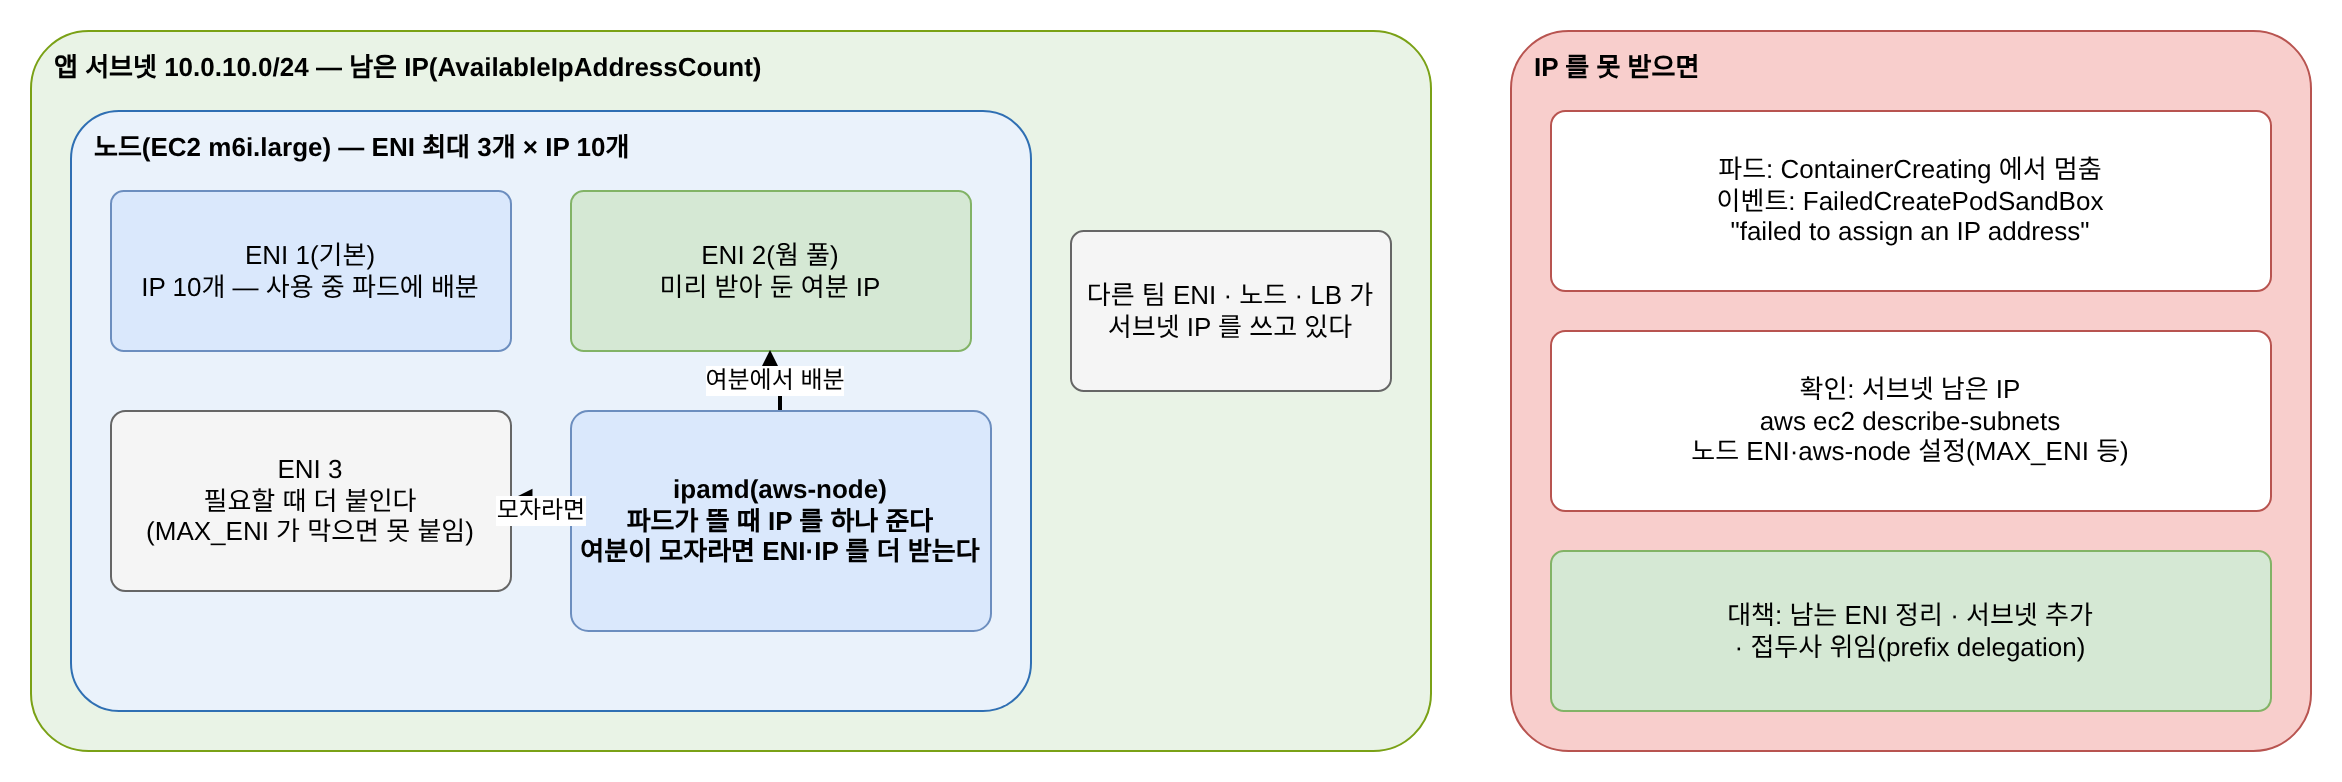 앱 서브넷 10.0.10.0/24 — 남은 IP(AvailableIpAddressCount)
노드(EC2 m6i.large) — ENI 최대 3개 × IP 10개
ENI 1(기본)
IP 10개 — 사용 중 파드에 배분
ENI 2(웜 풀)
미리 받아 둔 여분 IP
여분에서 배분
ENI 3
필요할 때 더 붙인다
(MAX_ENI 가 막으면 못 붙임)
모자라면
ipamd(aws-node)
파드가 뜰 때 IP 를 하나 준다
여분이 모자라면 ENI·IP 를 더 받는다
다른 팀 ENI · 노드 · LB 가
서브넷 IP 를 쓰고 있다
IP 를 못 받으면
파드: ContainerCreating 에서 멈춤
이벤트: FailedCreatePodSandBox
"failed to assign an IP address"
확인: 서브넷 남은 IP
aws ec2 describe-subnets
노드 ENI·aws-node 설정(MAX_ENI 등)
대책: 남는 ENI 정리 · 서브넷 추가
· 접두사 위임(prefix delegation)